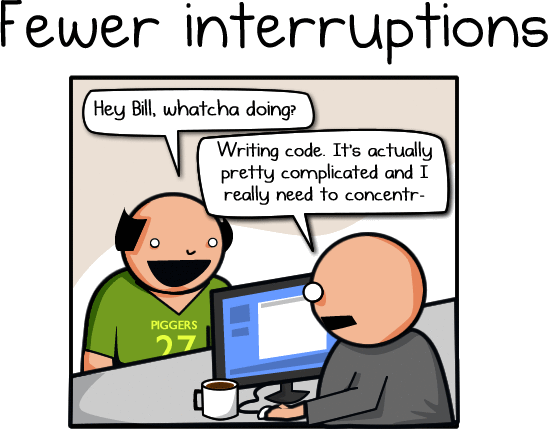 Fewer interruptions
Hey Bill, whatcha doing?
Writing code. It's actually
pretty complicated and I
really need to concentr-
PIGGERS
27